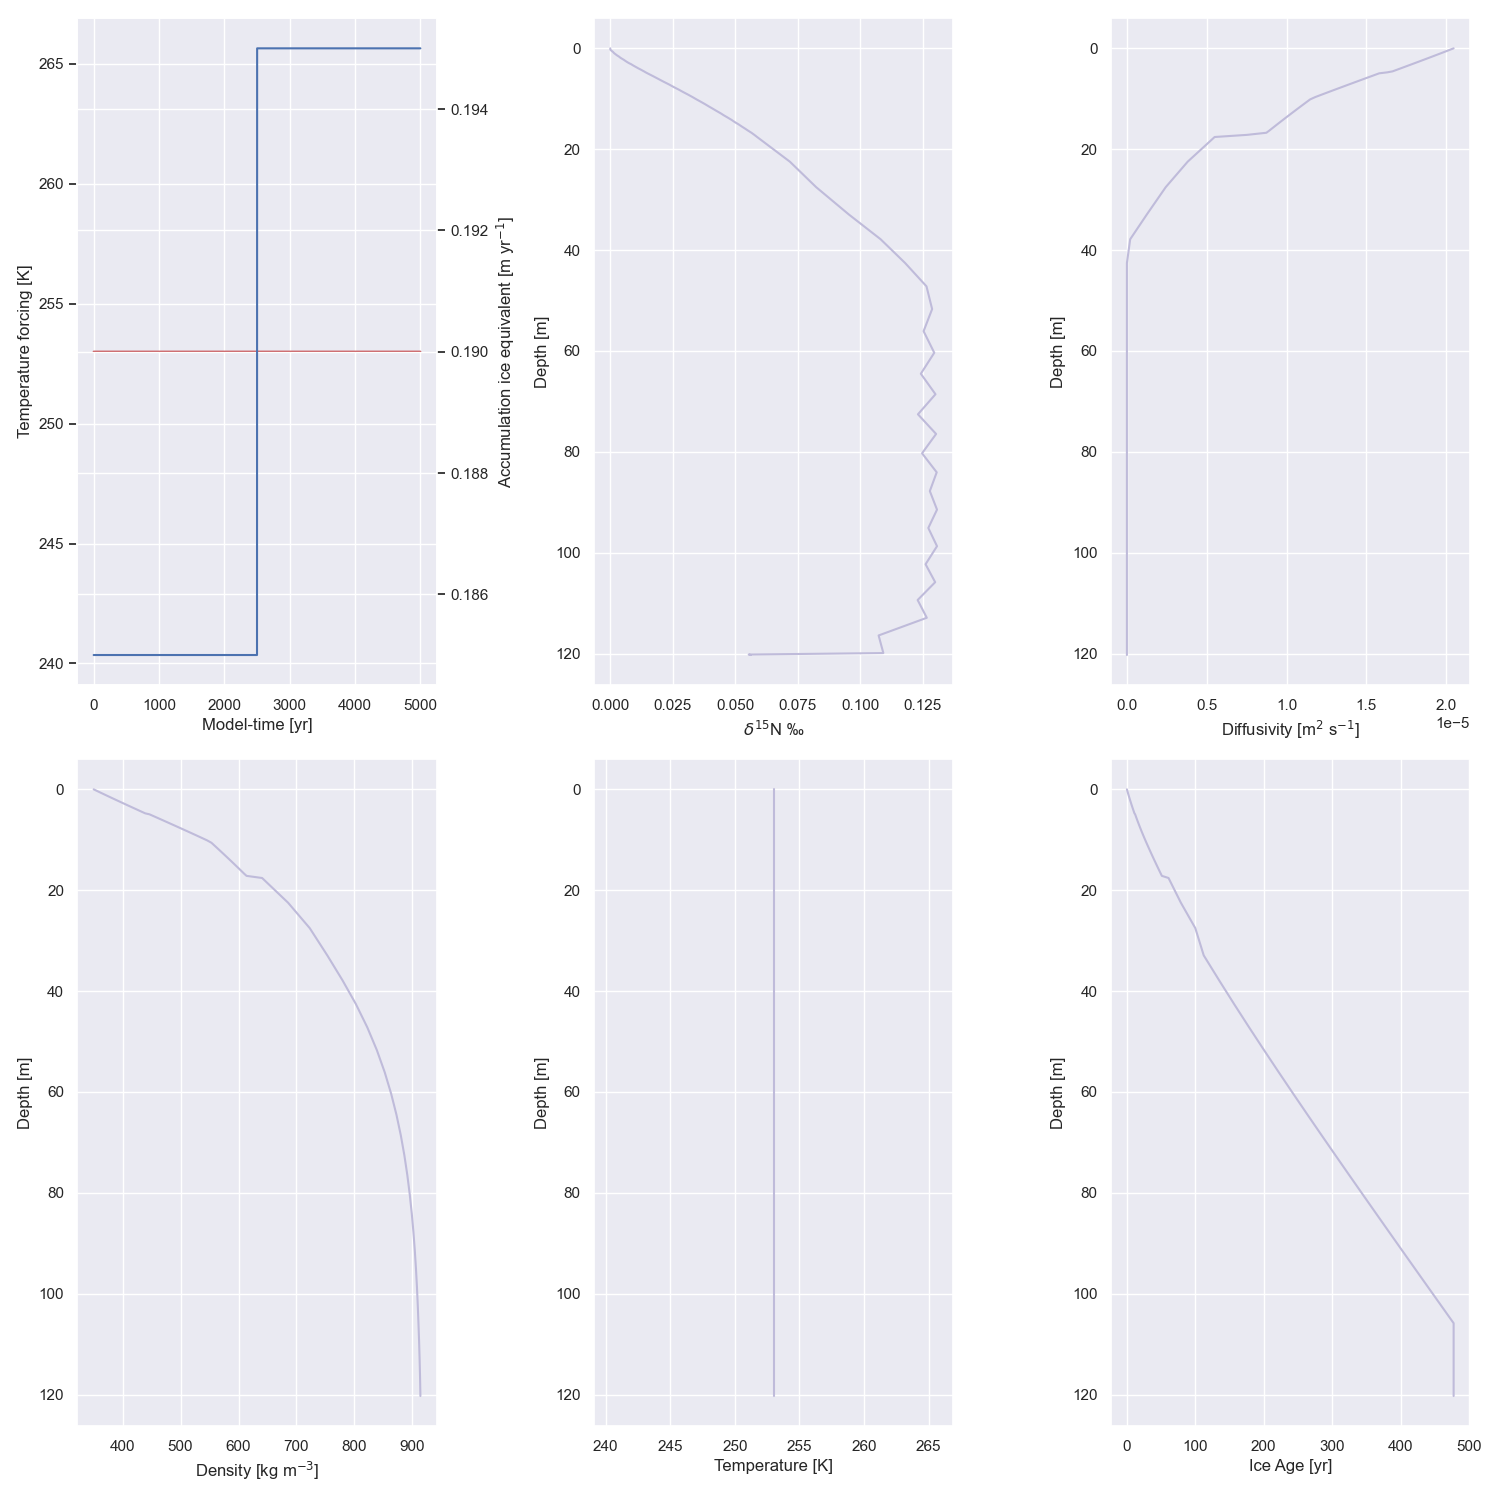 265
260
255
250
245
240
Temperature forcing [K]
0.194
0.192
0.190
0.188
0.186
Accumulation ice equivalent [m yr⁻¹]
0 1000 2000 3000 4000 5000
Model-time [yr]
0
20
40
60
80
100
120
Depth [m]
0.000 0.025 0.050 0.075 0.100 0.125
δ¹⁵N ‰
0
20
40
60
80
100
120
Depth [m]
0.0 0.5 1.0 1.5 2.0
1e−5
Diffusivity [m² s⁻¹]
0
20
40
60
80
100
120
Depth [m]
400 500 600 700 800 900
Density [kg m⁻³]
0
20
40
60
80
100
120
Depth [m]
240 245 250 255 260 265
Temperature [K]
0
20
40
60
80
100
120
Depth [m]
0 100 200 300 400 500
Ice Age [yr]